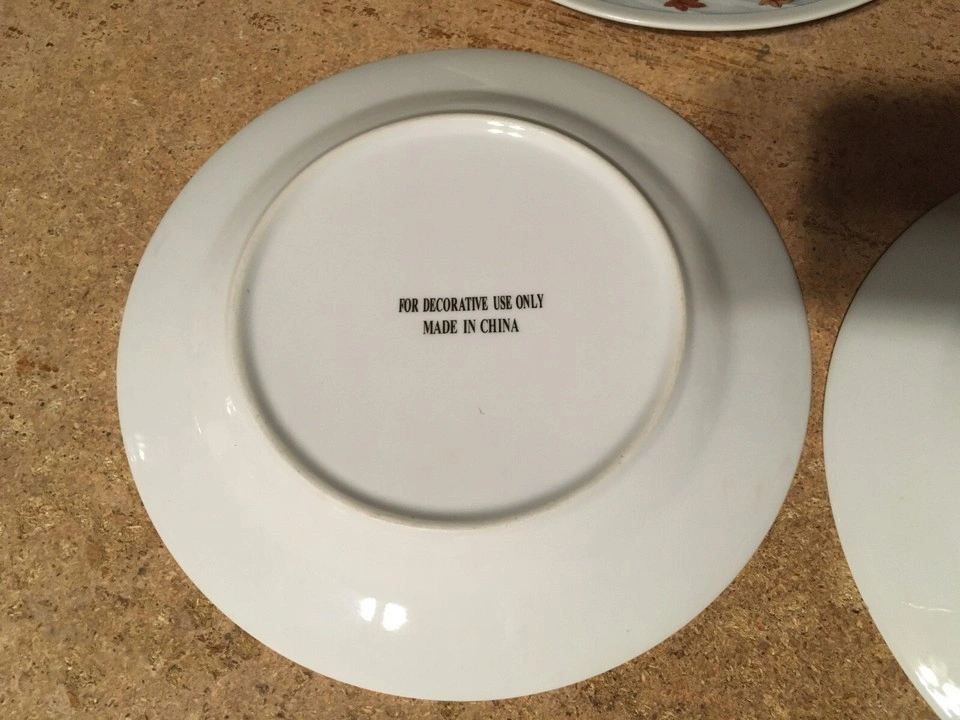 FOR DECORATIVE USE ONLY
MADE IN CHINA